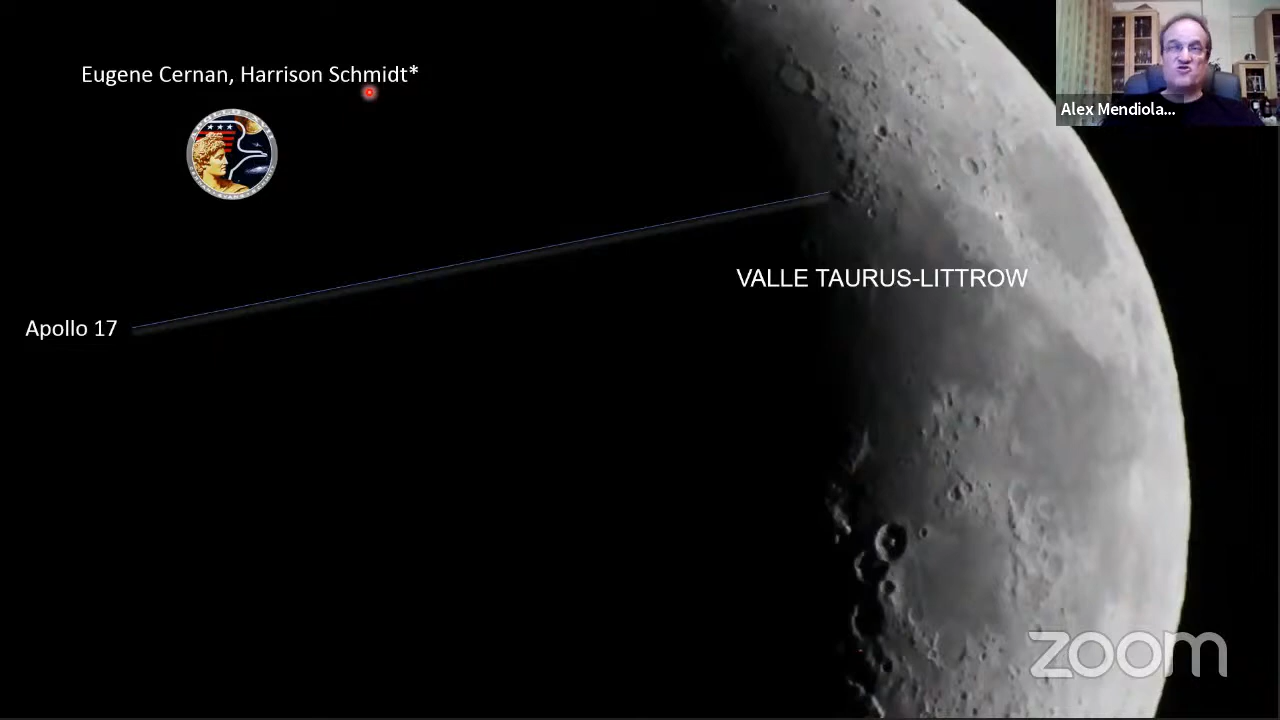 Eugene Cernan, Harrison Schmidt*
Alex Mendiola...
VALLE TAURUS-LITTROW
Apollo 17
zoom